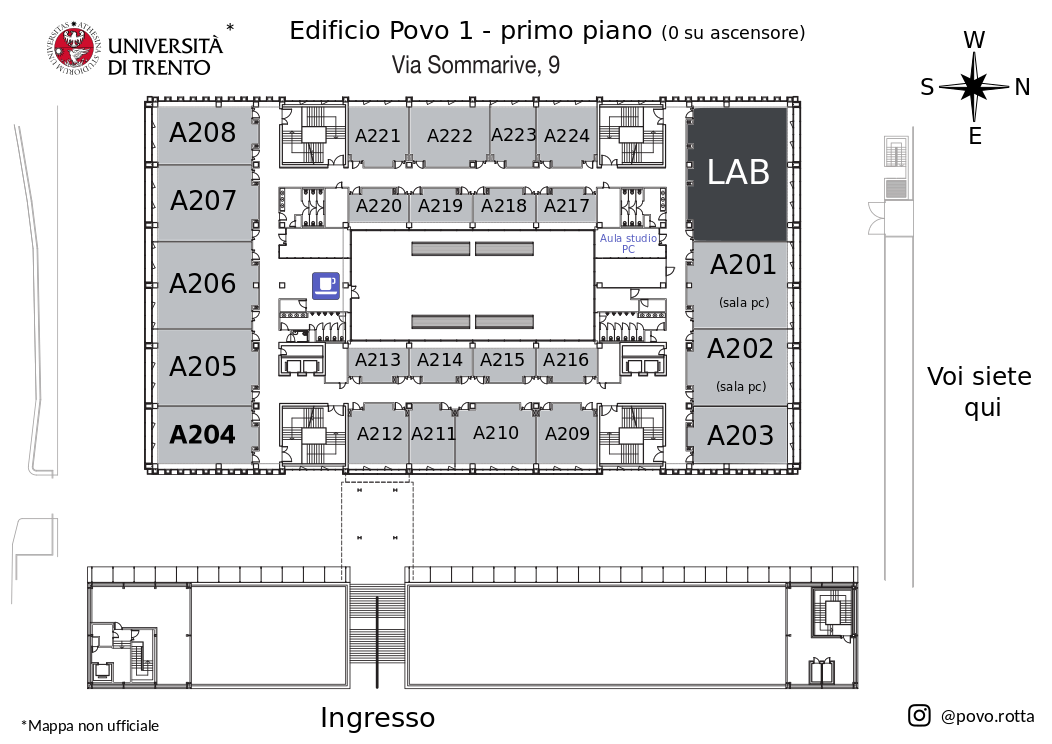 UNIVERSITÀ
DI TRENTO
*
Edificio Povo 1 - primo piano (0 su ascensore)
Via Sommarive, 9
W
S N
E
A208
A207
A206
A205
A204
A221 A222 A223 A224
A220 A219 A218 A217
Aula studio
PC
A213 A214 A215 A216
A212 A211 A210 A209
LAB
A201
(sala pc)
A202
(sala pc)
A203
Voi siete
qui
Ingresso
*Mappa non ufficiale
@povo.rotta